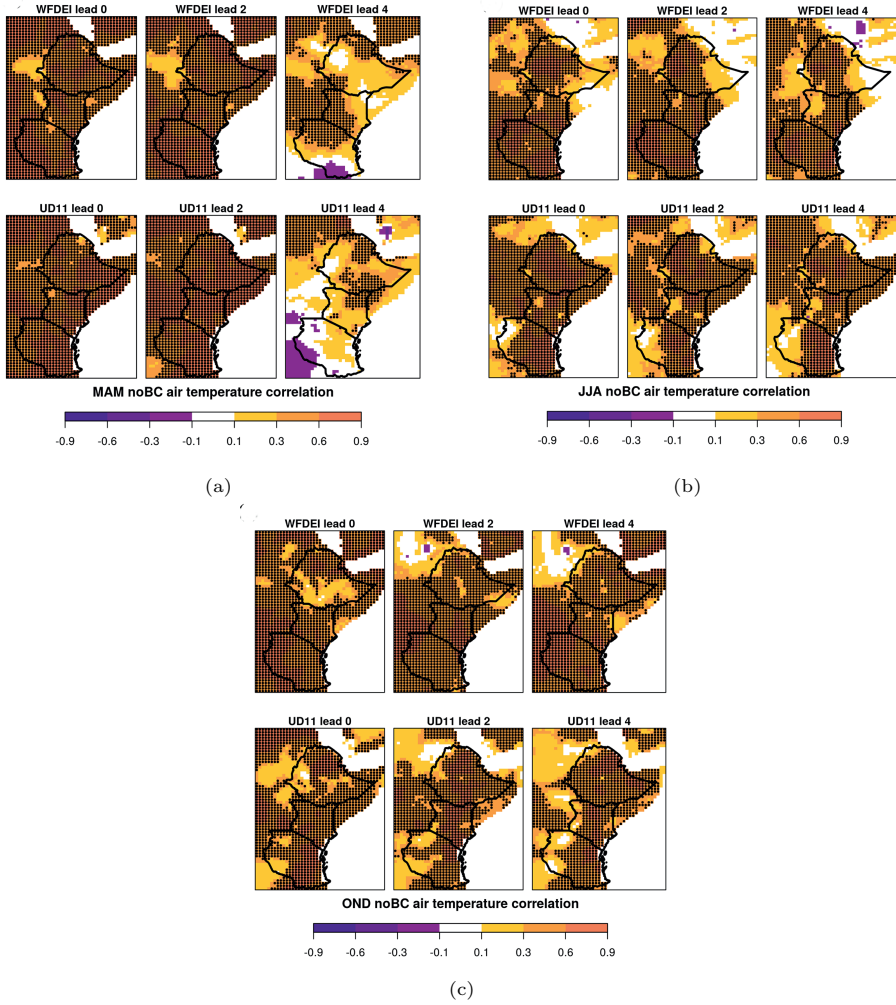 WFDEI lead 0 WFDEI lead 2 WFDEI lead 4
UD11 lead 0 UD11 lead 2 UD11 lead 4
MAM noBC air temperature correlation
-0.9 -0.6 -0.3 -0.1 0.1 0.3 0.6 0.9
(a)
WFDEI lead 0 WFDEI lead 2 WFDEI lead 4
UD11 lead 0 UD11 lead 2 UD11 lead 4
JJA noBC air temperature correlation
-0.9 -0.6 -0.3 -0.1 0.1 0.3 0.6 0.9
(b)
WFDEI lead 0 WFDEI lead 2 WFDEI lead 4
UD11 lead 0 UD11 lead 2 UD11 lead 4
OND noBC air temperature correlation
-0.9 -0.6 -0.3 -0.1 0.1 0.3 0.6 0.9
(c)